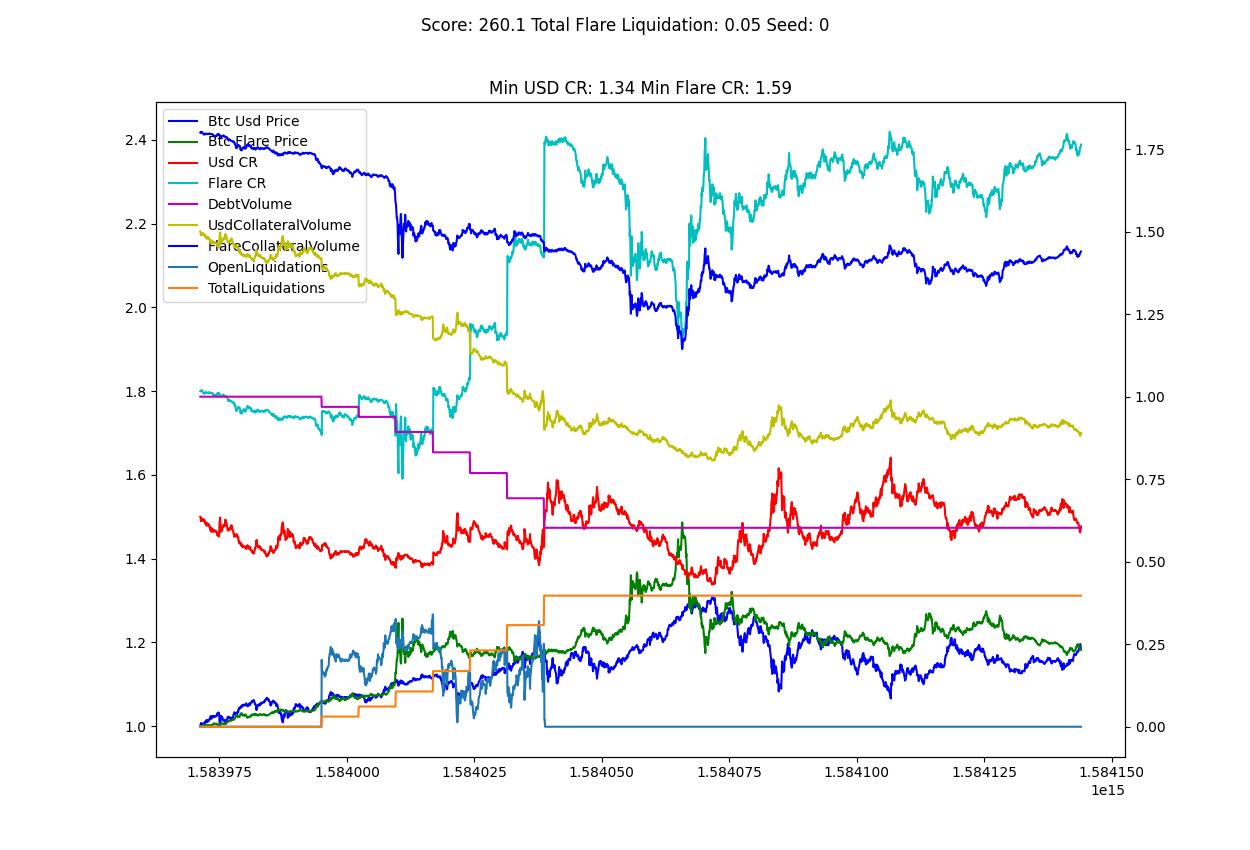 Score: 260.1 Total Flare Liquidation: 0.05 Seed: 0
Min USD CR: 1.34 Min Flare CR: 1.59
Btc Usd Price
Btc Flare Price
Usd CR
Flare CR
DebtVolume
UsdCollateralVolume
FlareCollateralVolume
OpenLiquidations
TotalLiquidations
2.4
2.2
2.0
1.8
1.6
1.4
1.2
1.0
1.75
1.50
1.25
1.00
0.75
0.50
0.25
0.00
1.583975 1.584000 1.584025 1.584050 1.584075 1.584100 1.584125 1.584150
1e15